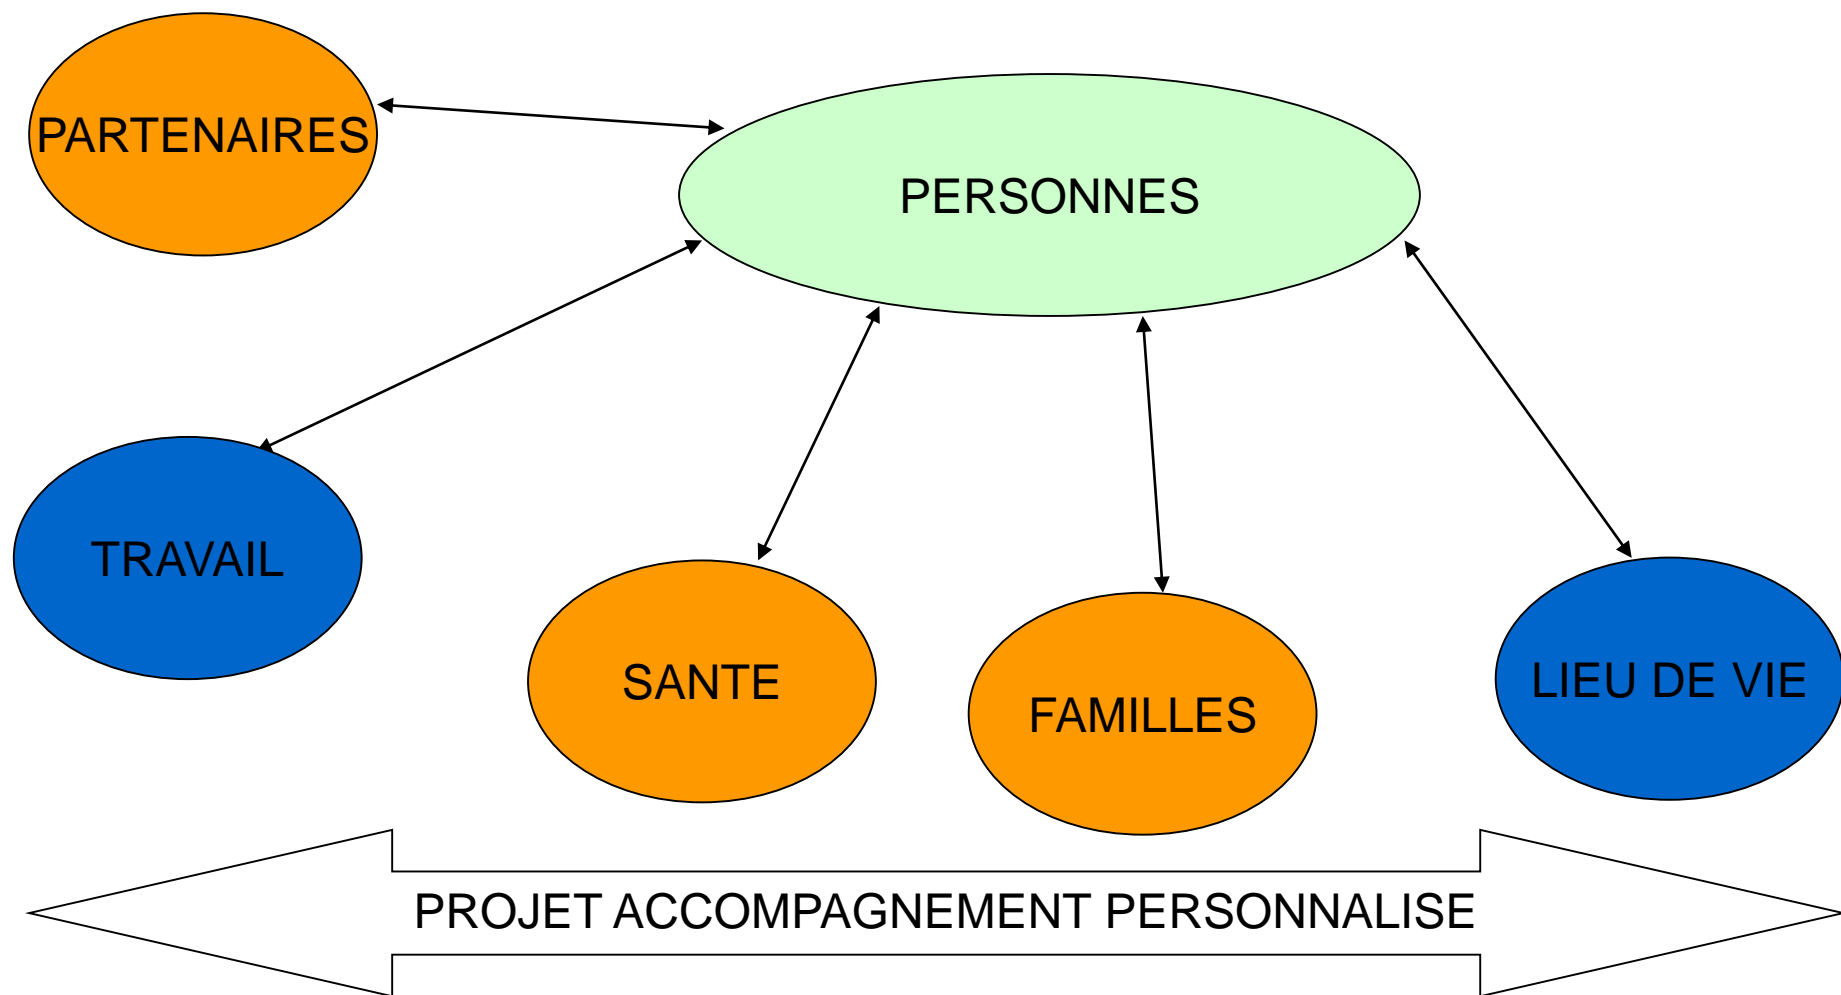 PARTENAIRES
PERSONNES
TRAVAIL
SANTE
FAMILLES
LIEU DE VIE
PROJET ACCOMPAGNEMENT PERSONNALISE